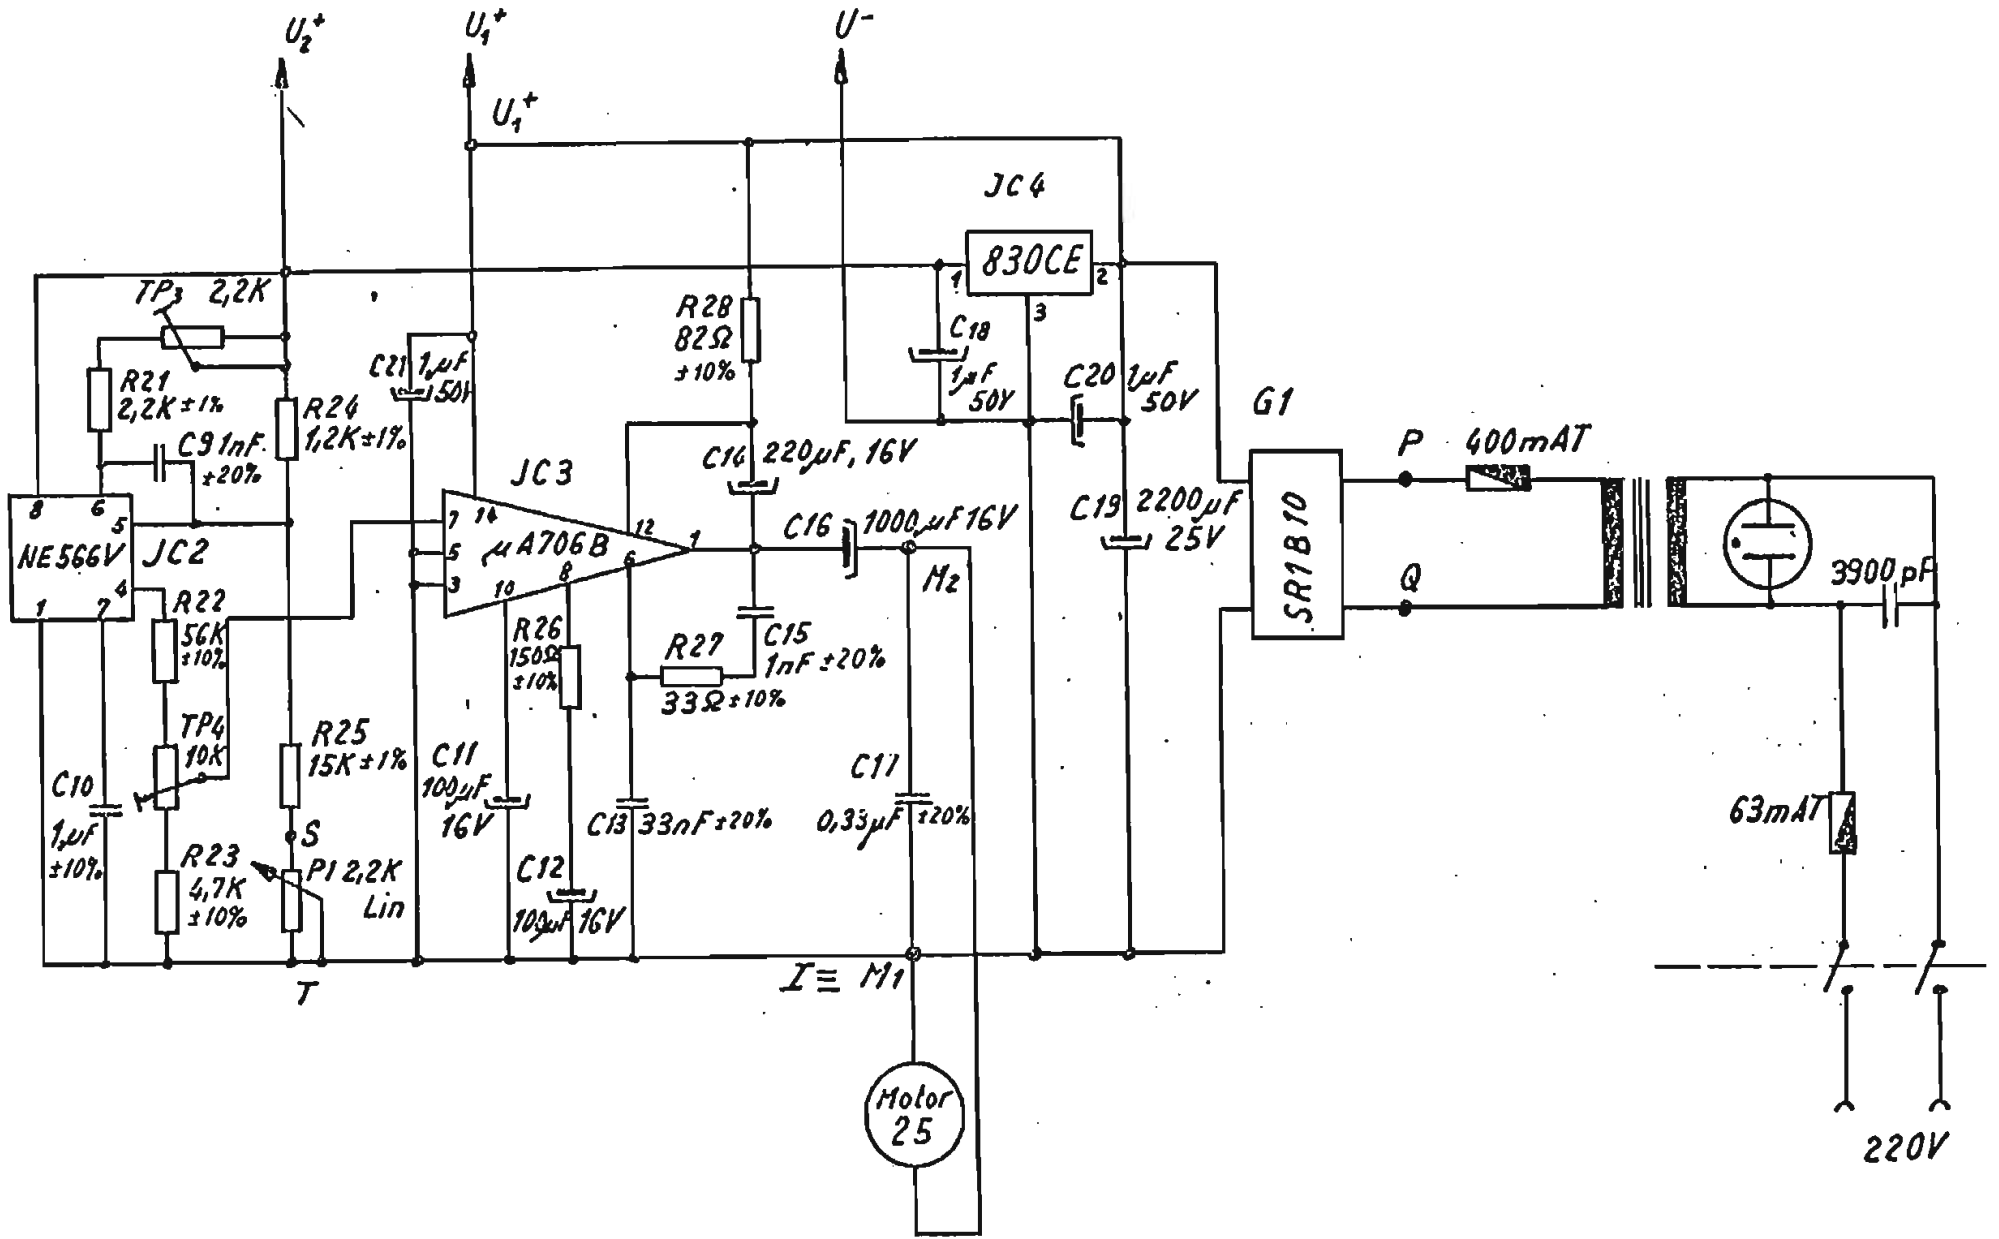 U₂⁺
U₁⁺
U⁻
U₁⁺
JC4
830CE
1
2
3
TP₃ 2,2K
R28
82Ω
±10%
C18
1µF
50V
C21 1µF
50V
C20 1µF
50V
R21
2,2K ±1%
R24
1,2K ±1%
C9 1nF
±20%
G1
SR1B10
P
400mAT
Q
JC3
C14 220µF, 16V
8
6
5
NE566V
JC2
4
1
7
7
14
12
5
µA706B
1
3
10
8
6
C16
1000µF 16V
M₂
C19 2200µF
25V
3900pF
R22
56K
±10%
R26
150Ω
±10%
R27
33Ω ±10%
C15
1nF ±20%
TP4
10K
R25
15K ±1%
C11
100µF
16V
C17
0,33µF ±20%
C10
1µF
±10%
S
C13 33nF ±20%
63mAT
R23
4,7K
±10%
P1 2,2K
Lin
C12
100µF 16V
T
I ≡ M1
Motor
25
220V